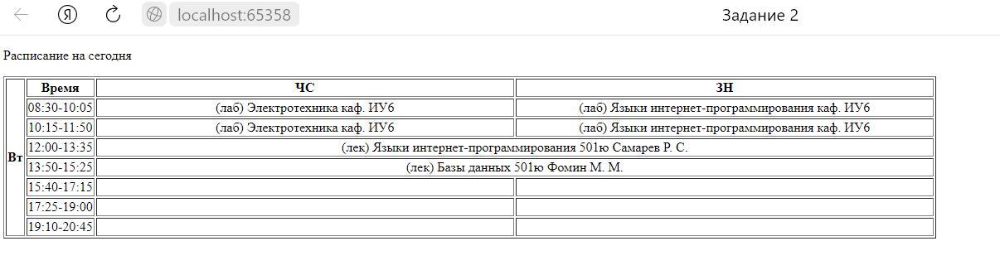 Я localhost:65358 Задание 2
Расписание на сегодня
Вт
Время ЧС ЗН
08:30-10:05 (лаб) Электротехника каф. ИУ6 (лаб) Языки интернет-программирования каф. ИУ6
10:15-11:50 (лаб) Электротехника каф. ИУ6 (лаб) Языки интернет-программирования каф. ИУ6
12:00-13:35 (лек) Языки интернет-программирования 501ю Самарев Р. С.
13:50-15:25 (лек) Базы данных 501ю Фомин М. М.
15:40-17:15
17:25-19:00
19:10-20:45